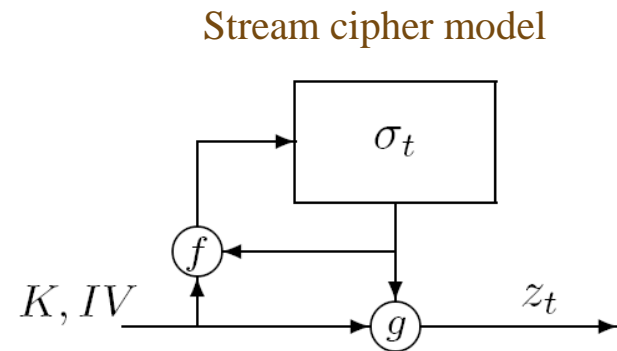 Stream cipher model
σ_t
f
K, IV
z_t
g